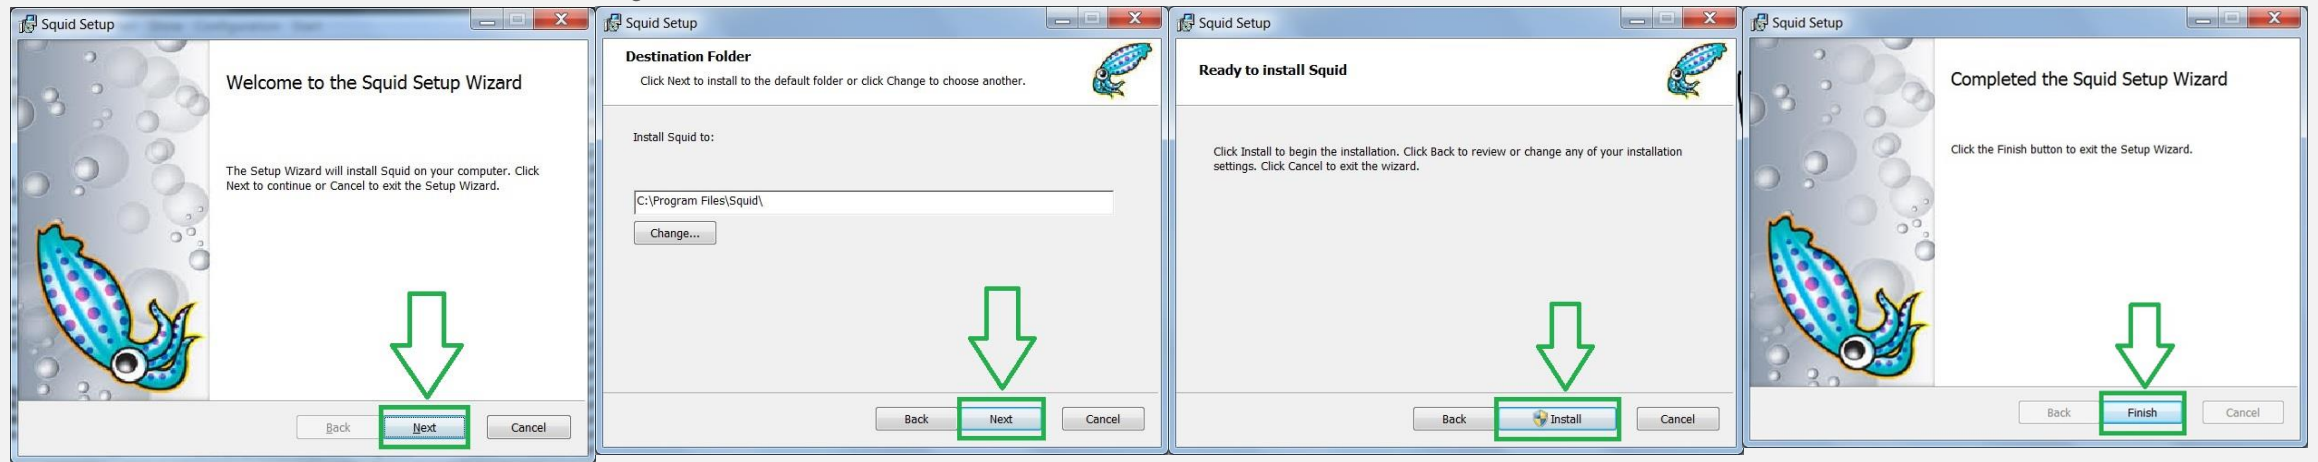 Squid Setup
Welcome to the Squid Setup Wizard
The Setup Wizard will install Squid on your computer. Click
Next to continue or Cancel to exit the Setup Wizard.
Back
Next
Cancel
Squid Setup
Destination Folder
Click Next to install to the default folder or click Change to choose another.
Install Squid to:
C:\Program Files\Squid\
Change...
Back
Next
Cancel
Squid Setup
Ready to install Squid
Click Install to begin the installation. Click Back to review or change any of your installation
settings. Click Cancel to exit the wizard.
Back
Install
Cancel
Squid Setup
Completed the Squid Setup Wizard
Click the Finish button to exit the Setup Wizard.
Back
Finish
Cancel